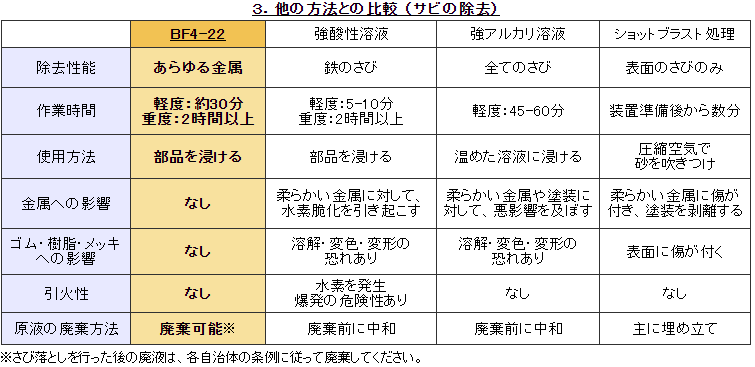 3. 他の方法との比較（サビの除去）
BF4-22 強酸性溶液 強アルカリ溶液 ショットブラスト処理
除去性能 あらゆる金属 鉄のさび 全てのさび 表面のさびのみ
作業時間 軽度：約30分 軽度：5-10分 軽度：45-60分 装置準備後から数分
重度：2時間以上 重度：2時間以上
使用方法 部品を浸ける 部品を浸ける 温めた溶液に浸ける 圧縮空気で
砂を吹きつけ
金属への影響 なし 柔らかい金属に対して、 柔らかい金属や塗装に 柔らかい金属に傷が
水素脆化を引き起こす 対して、悪影響を及ぼす 付き、塗装を剥離する
ゴム・樹脂・メッキ なし 溶解・変色・変形の 溶解・変色・変形の 表面に傷が付く
への影響 恐れあり 恐れあり
引火性 なし 水素を発生 なし なし
爆発の危険性あり
原液の廃棄方法 廃棄可能※ 廃棄前に中和 廃棄前に中和 主に埋め立て
※さび落としを行った後の廃液は、各自治体の条例に従って廃棄してください。